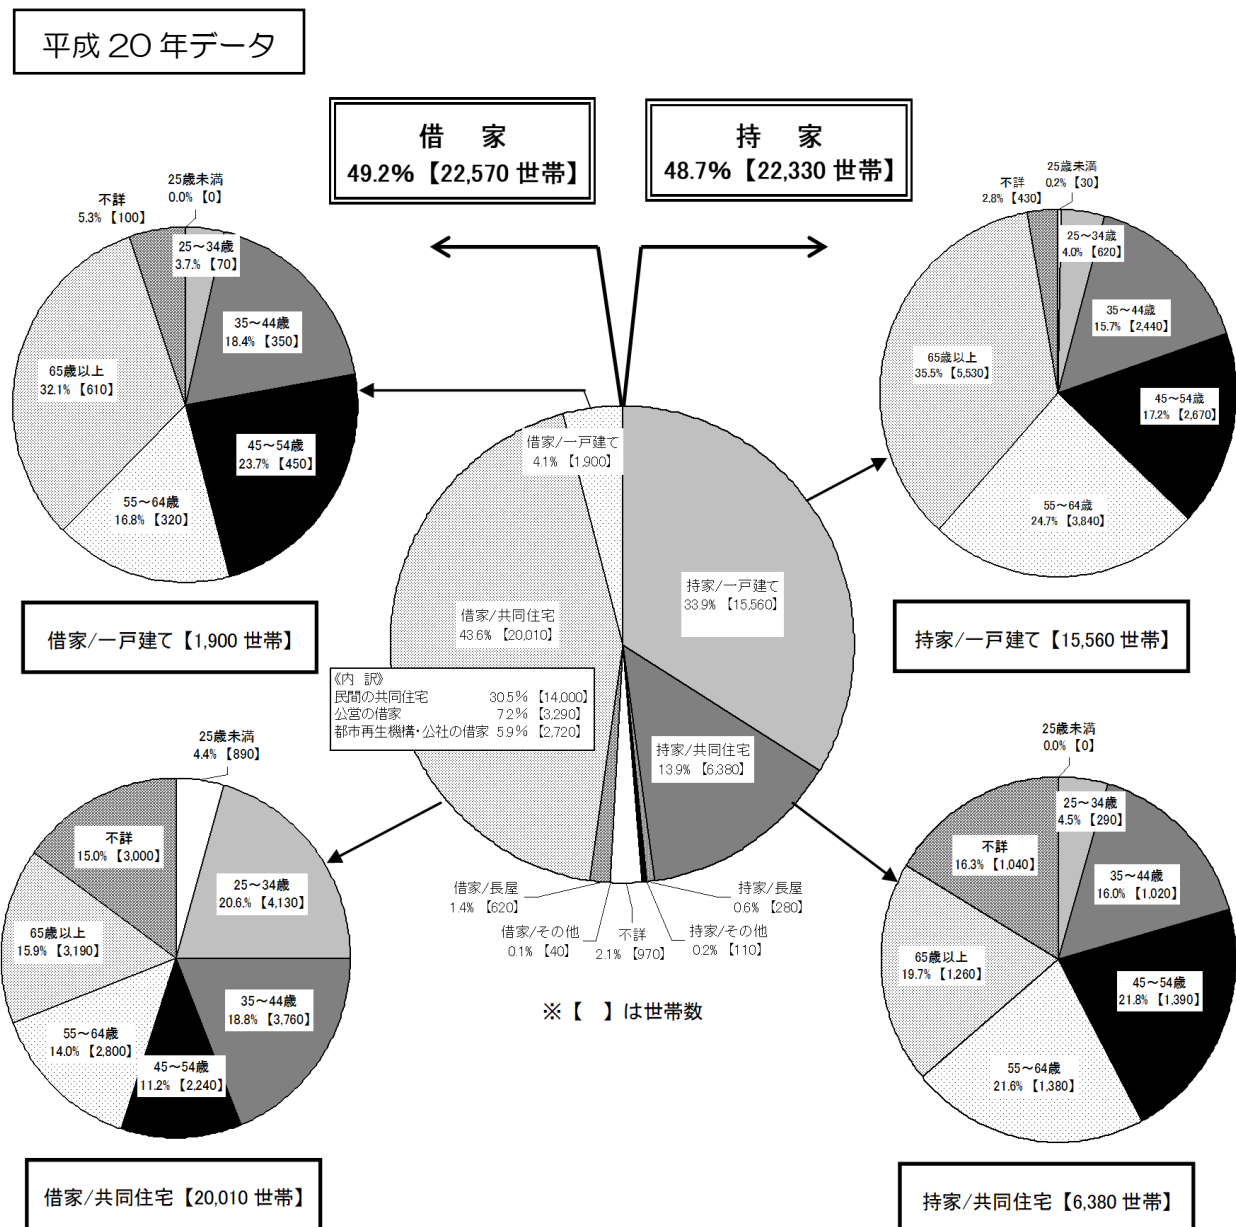 平成 20 年データ
借 家
49.2%【22,570 世帯】
持 家
48.7%【22,330 世帯】
25歳未満
0.0% 【0】
不詳
5.3% 【100】
25～34歳
3.7.% 【70】
35～44歳
18.4% 【350】
65歳以上
32.1% 【610】
45～54歳
23.7% 【450】
55～64歳
16.8% 【320】
借家/一戸建て【1,900 世帯】
25歳未満
0.2% 【30】
不詳
2.8% 【430】
25～34歳
4.0% 【620】
35～44歳
15.7% 【2,440】
65歳以上
35.5% 【5,530】
45～54歳
17.2% 【2,670】
55～64歳
24.7% 【3,840】
持家/一戸建て【15,560 世帯】
借家/一戸建て
4.1% 【1,900】
持家/一戸建て
33.9% 【15,560】
借家/共同住宅
43.6% 【20,010】
《内 訳》
民間の共同住宅 30.5% 【14,000】
公営の借家 7.2% 【3,290】
都市再生機構・公社の借家 5.9% 【2,720】
持家/共同住宅
13.9% 【6,380】
借家/長屋
1.4% 【620】
持家/長屋
0.6% 【280】
借家/その他
0.1% 【40】
不詳
2.1% 【970】
持家/その他
0.2% 【110】
※【 】は世帯数
25歳未満
4.4% 【890】
不詳
15.0% 【3,000】
25～34歳
20.6% 【4,130】
65歳以上
15.9% 【3,190】
35～44歳
18.8% 【3,760】
55～64歳
14.0% 【2,800】
45～54歳
11.2% 【2,240】
借家/共同住宅【20,010 世帯】
25歳未満
0.0% 【0】
25～34歳
4.5% 【290】
不詳
16.3% 【1,040】
35～44歳
16.0% 【1,020】
65歳以上
19.7% 【1,260】
45～54歳
21.8% 【1,390】
55～64歳
21.6% 【1,380】
持家/共同住宅【6,380 世帯】